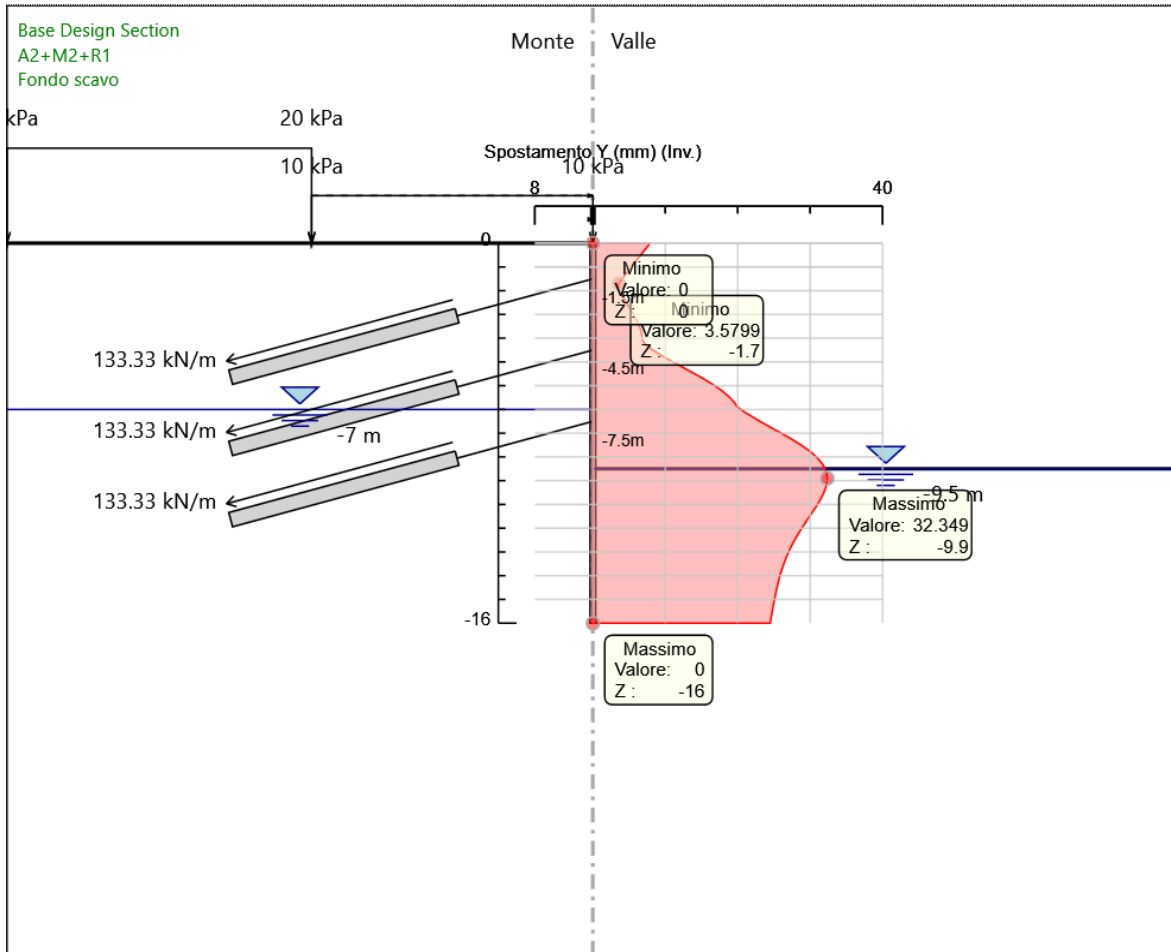 Base Design Section
A2+M2+R1
Fondo scavo
Monte
Valle
kPa
20 kPa
Spostamento Y (mm) (Inv.)
10 kPa
10 kPa
8
40
0
Minimo
Valore: 0
Z : 0
-1.5m
Minimo
Valore: 3.5799
Z : -1.7
133.33 kN/m
-4.5m
133.33 kN/m
-7 m
-7.5m
133.33 kN/m
-9.5 m
Massimo
Valore: 32.349
Z : -9.9
-16
Massimo
Valore: 0
Z : -16